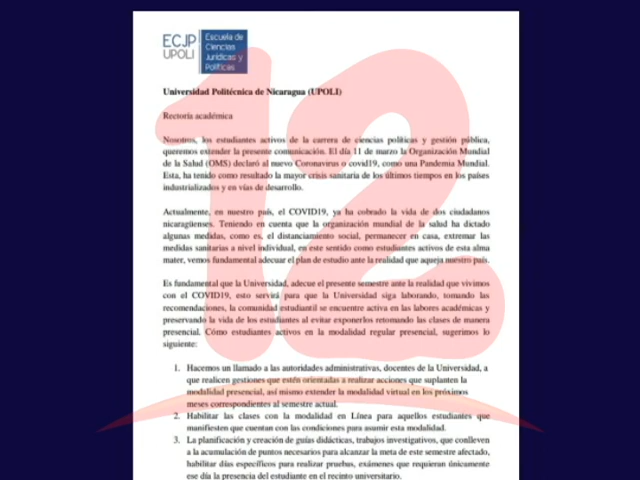 ECJP
UPOLI
Escuela de
Ciencias
Jurídicas y
Políticas
Universidad Politécnica de Nicaragua (UPOLI)
Rectoría académica
Nosotros, los estudiantes activos de la carrera de ciencias políticas y gestión pública,
queremos extender la presente comunicación. El día 11 de marzo la Organización Mundial
de la Salud (OMS) declaró al nuevo Coronavirus o covid19, como una Pandemia Mundial.
Esta, ha tenido como resultado la mayor crisis sanitaria de los últimos tiempos en los países
industrializados y en vías de desarrollo.
Actualmente, en nuestro país, el COVID19, ya ha cobrado la vida de dos ciudadanos
nicaragüenses. Teniendo en cuenta que la organización mundial de la salud ha dictado
algunas medidas, como es, el distanciamiento social, permanecer en casa, extremar las
medidas sanitarias a nivel individual, en este sentido como estudiantes activos de esta alma
mater, vemos fundamental adecuar el plan de estudio ante la realidad que aqueja nuestro país.
Es fundamental que la Universidad, adecue el presente semestre ante la realidad que vivimos
con el COVID19, esto servirá para que la Universidad siga laborando, tomando las
recomendaciones, la comunidad estudiantil se encuentre activa en las labores académicas y
preservando la vida de los estudiantes al evitar exponerlos retomando las clases de manera
presencial. Cómo estudiantes activos en la modalidad regular presencial, sugerimos lo
siguiente:
1. Hacemos un llamado a las autoridades administrativas, docentes de la Universidad, a
que realicen gestiones que estén orientadas a realizar acciones que suplanten la
modalidad presencial, así mismo extender la modalidad virtual en los próximos
meses correspondientes al semestre actual.
2. Habilitar las clases con la modalidad en Línea para aquellos estudiantes que
manifiesten que cuentan con las condiciones para asumir esta modalidad.
3. La planificación y creación de guías didácticas, trabajos investigativos, que conlleven
a la acumulación de puntos necesarios para alcanzar la meta de este semestre afectado,
habilitar días específicos para realizar pruebas, exámenes que requieran únicamente
ese día la presencia del estudiante en el recinto universitario.
12